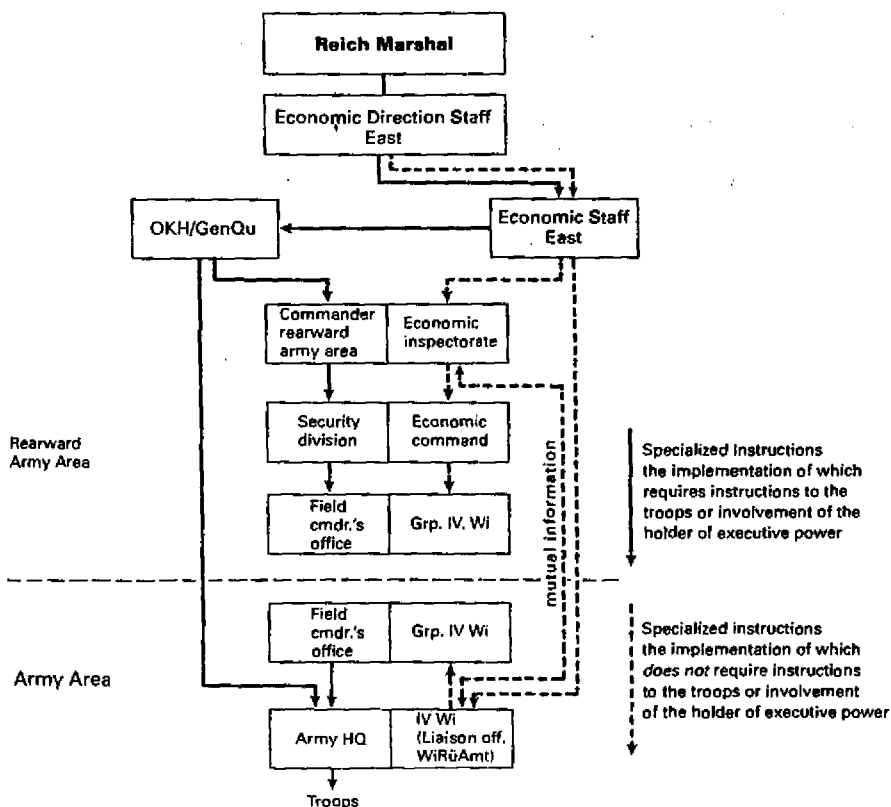 Reich Marshal
Economic Direction Staff
East
OKH/GenQu
Economic Staff
East
Commander
rearward
army area
Economic
inspectorate
Security
division
Economic
command
Rearward
Army Area
Field
cmdr.'s
office
Grp. IV. Wi
mutual information
Specialized Instructions
the implementation of which
requires instructions to the
troops or involvement of the
holder of executive power
Army Area
Field
cmdr.'s
office
Grp. IV Wi
Army HQ
IV Wi
(Liaison off.
WiRüAmt)
Troops
Specialized instructions
the implementation of which
does not require instructions
to the troops or involvement
of the holder of executive power